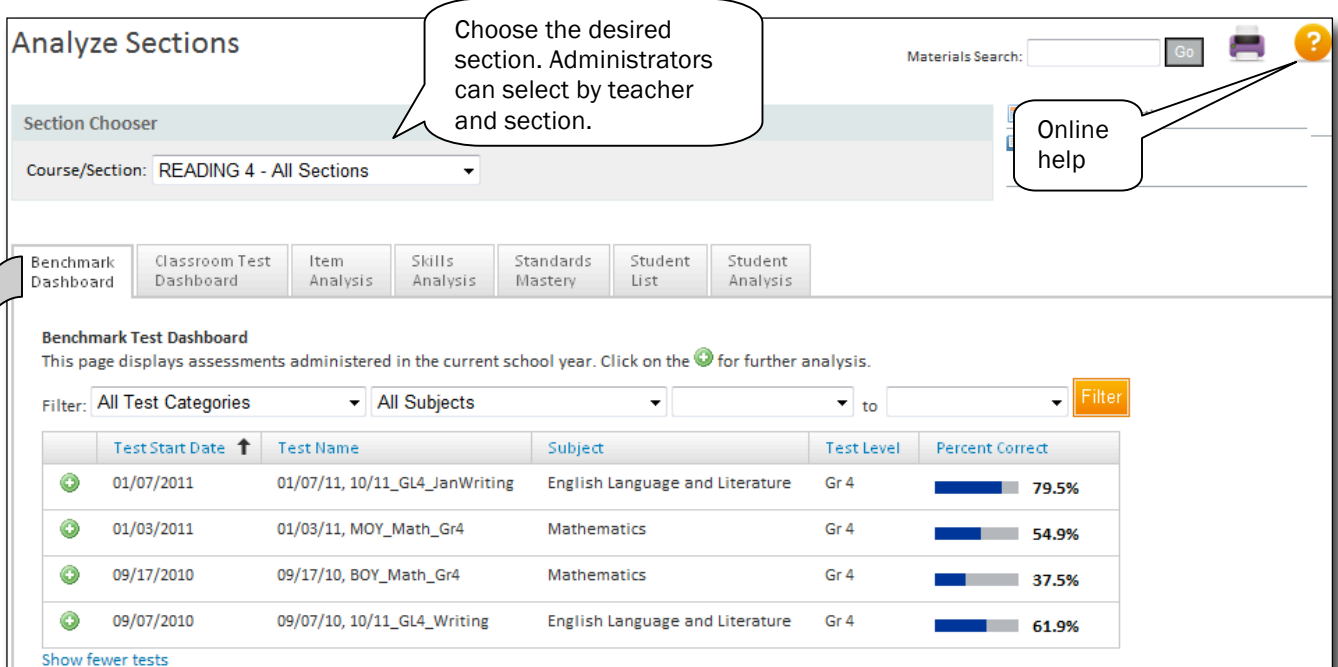 Analyze Sections
Choose the desired
section. Administrators
can select by teacher
and section.
Materials Search:
Go
?
Section Chooser
Online
help
Course/Section: READING 4 - All Sections
Benchmark
Dashboard
Classroom Test
Dashboard
Item
Analysis
Skills
Analysis
Standards
Mastery
Student
List
Student
Analysis
Benchmark Test Dashboard
This page displays assessments administered in the current school year. Click on the for further analysis.
Filter: All Test Categories All Subjects to Filter
Test Start Date Test Name Subject Test Level Percent Correct
01/07/2011 01/07/11, 10/11_GL4_JanWriting English Language and Literature Gr 4 79.5%
01/03/2011 01/03/11, MOY_Math_Gr4 Mathematics Gr 4 54.9%
09/17/2010 09/17/10, BOY_Math_Gr4 Mathematics Gr 4 37.5%
09/07/2010 09/07/10, 10/11_GL4_Writing English Language and Literature Gr 4 61.9%
Show fewer tests